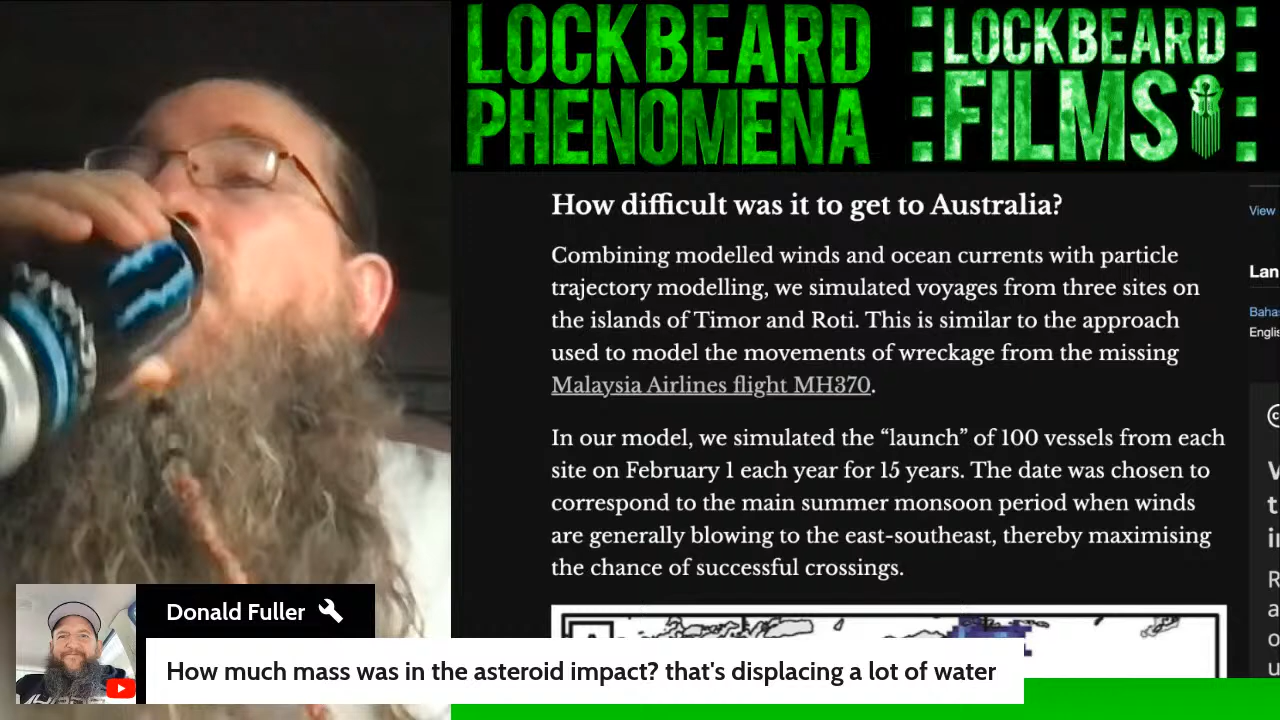 LOCKBEARD
PHENOMENA
LOCKBEARD
FILMS
How difficult was it to get to Australia?
Combining modelled winds and ocean currents with particle
trajectory modelling, we simulated voyages from three sites on
the islands of Timor and Roti. This is similar to the approach
used to model the movements of wreckage from the missing
Malaysia Airlines flight MH370.
In our model, we simulated the “launch” of 100 vessels from each
site on February 1 each year for 15 years. The date was chosen to
correspond to the main summer monsoon period when winds
are generally blowing to the east-southeast, thereby maximising
the chance of successful crossings.
View
Lan
Baha
Englis
Donald Fuller
How much mass was in the asteroid impact? that's displacing a lot of water